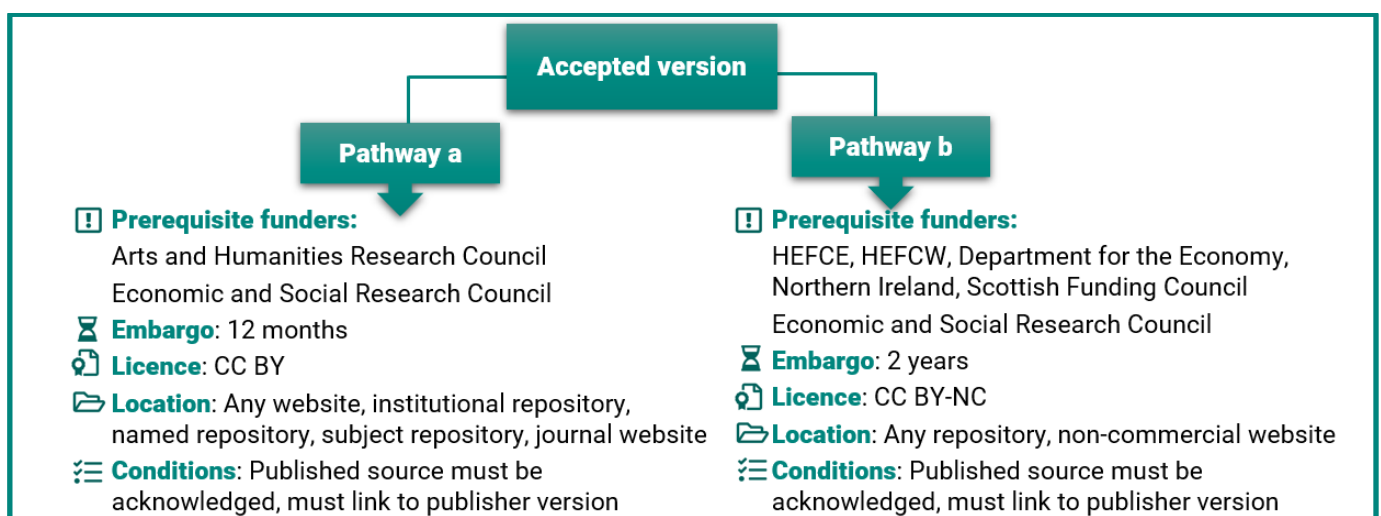 Accepted version
Pathway a
Prerequisite funders:
Arts and Humanities Research Council
Economic and Social Research Council
Embargo: 12 months
Licence: CC BY
Location: Any website, institutional repository,
named repository, subject repository, journal website
Conditions: Published source must be
acknowledged, must link to publisher version
Pathway b
Prerequisite funders:
HEFCE, HEFCW, Department for the Economy,
Northern Ireland, Scottish Funding Council
Economic and Social Research Council
Embargo: 2 years
Licence: CC BY-NC
Location: Any repository, non-commercial website
Conditions: Published source must be
acknowledged, must link to publisher version